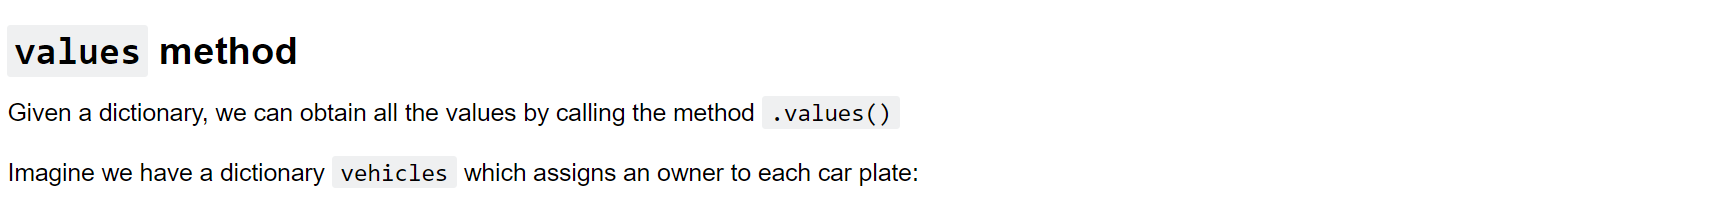 values method
Given a dictionary, we can obtain all the values by calling the method .values()
Imagine we have a dictionary vehicles which assigns an owner to each car plate: